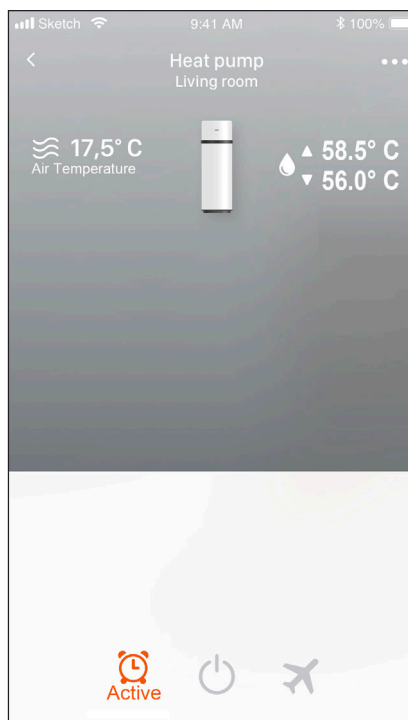 Sketch 9:41 AM 100%
Heat pump
Living room
17,5° C
Air Temperature
▲ 58.5° C
▼ 56.0° C
Active